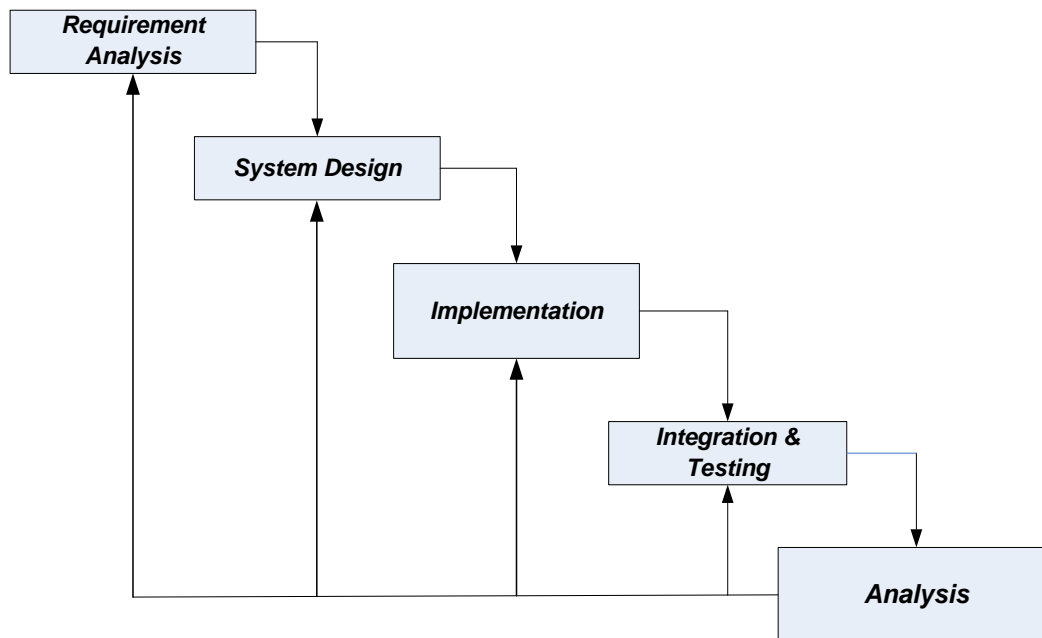 Requirement
Analysis
System Design
Implementation
Integration &
Testing
Analysis